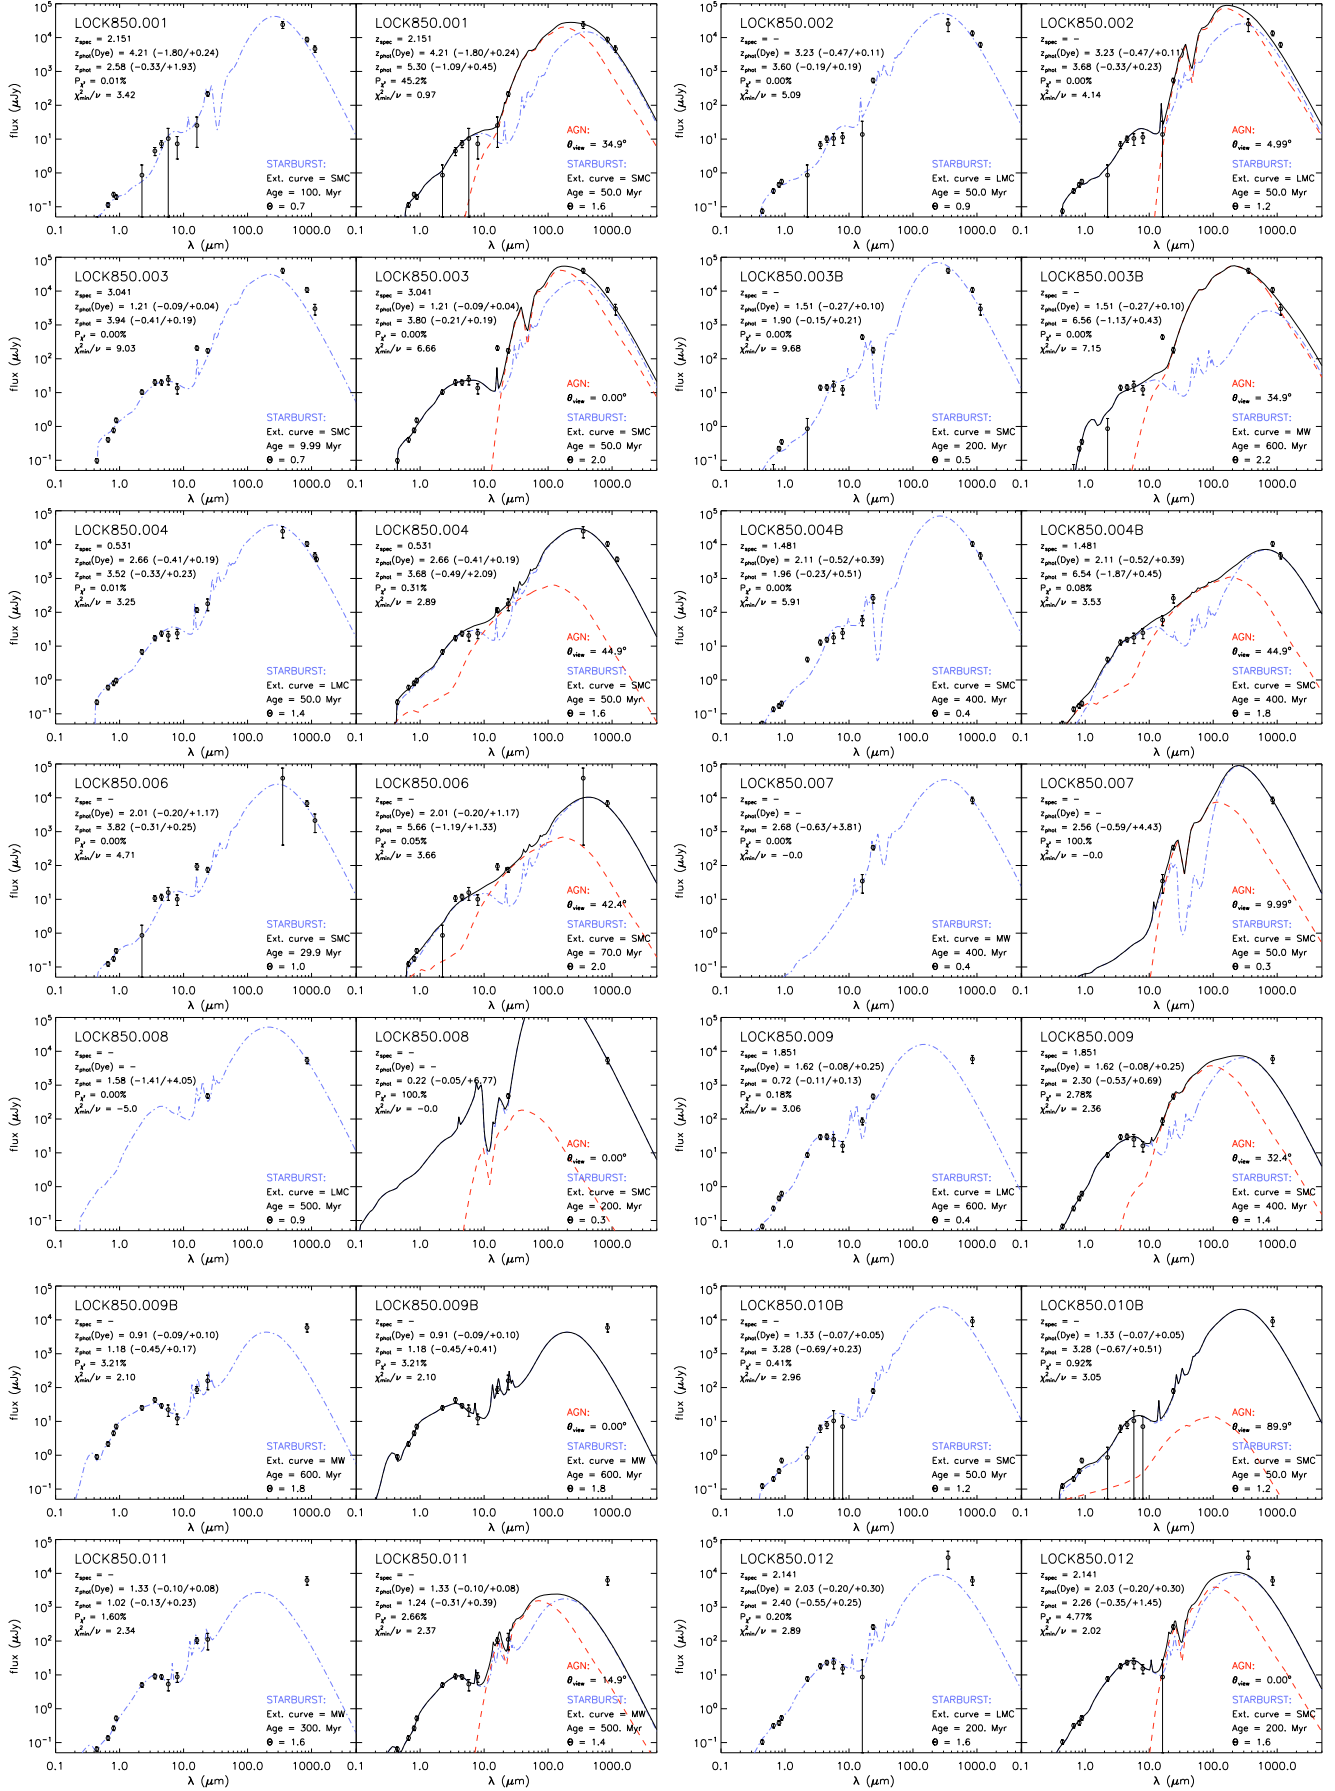 LOCK850.001
z_spec = 2.151
z_phot(Dye) = 4.21 (-1.80/+0.24)
z_phot = 2.58 (-0.33/+1.93)
P_χ² = 0.01%
χ²_min/ν = 3.42
STARBURST:
Ext. curve = SMC
Age = 100. Myr
Θ = 0.7
LOCK850.001
z_spec = 2.151
z_phot(Dye) = 4.21 (-1.80/+0.24)
z_phot = 5.30 (-1.09/+0.45)
P_χ² = 45.2%
χ²_min/ν = 0.97
AGN:
θ_view = 34.9°
STARBURST:
Ext. curve = SMC
Age = 50.0 Myr
Θ = 1.6
LOCK850.002
z_spec = –
z_phot(Dye) = 3.23 (-0.47/+0.11)
z_phot = 3.60 (-0.19/+0.19)
P_χ² = 0.00%
χ²_min/ν = 5.09
STARBURST:
Ext. curve = LMC
Age = 50.0 Myr
Θ = 0.9
LOCK850.002
z_spec = –
z_phot(Dye) = 3.23 (-0.47/+0.11)
z_phot = 3.68 (-0.33/+0.23)
P_χ² = 0.00%
χ²_min/ν = 4.14
AGN:
θ_view = 4.99°
STARBURST:
Ext. curve = LMC
Age = 50.0 Myr
Θ = 1.2
flux (μJy)
10⁵
10⁴
10³
10²
10¹
10⁰
10⁻¹
0.1 1.0 10.0 100.0 1000.0
λ (μm)
LOCK850.003
z_spec = 3.041
z_phot(Dye) = 1.21 (-0.09/+0.04)
z_phot = 3.94 (-0.41/+0.19)
P_χ² = 0.00%
χ²_min/ν = 9.03
STARBURST:
Ext. curve = SMC
Age = 9.99 Myr
Θ = 0.7
LOCK850.003
z_spec = 3.041
z_phot(Dye) = 1.21 (-0.09/+0.04)
z_phot = 3.80 (-0.21/+0.19)
P_χ² = 0.00%
χ²_min/ν = 6.66
AGN:
θ_view = 0.00°
STARBURST:
Ext. curve = SMC
Age = 50.0 Myr
Θ = 2.0
LOCK850.003B
z_spec = –
z_phot(Dye) = 1.51 (-0.27/+0.10)
z_phot = 1.90 (-0.15/+0.21)
P_χ² = 0.00%
χ²_min/ν = 9.68
STARBURST:
Ext. curve = SMC
Age = 200. Myr
Θ = 0.5
LOCK850.003B
z_spec = –
z_phot(Dye) = 1.51 (-0.27/+0.10)
z_phot = 6.56 (-1.13/+0.43)
P_χ² = 0.00%
χ²_min/ν = 7.15
AGN:
θ_view = 34.9°
STARBURST:
Ext. curve = MW
Age = 600. Myr
Θ = 2.2
LOCK850.004
z_spec = 0.531
z_phot(Dye) = 2.66 (-0.41/+0.19)
z_phot = 3.52 (-0.33/+0.23)
P_χ² = 0.01%
χ²_min/ν = 3.25
STARBURST:
Ext. curve = LMC
Age = 50.0 Myr
Θ = 1.4
LOCK850.004
z_spec = 0.531
z_phot(Dye) = 2.66 (-0.41/+0.19)
z_phot = 3.68 (-0.49/+2.09)
P_χ² = 0.31%
χ²_min/ν = 2.89
AGN:
θ_view = 44.9°
STARBURST:
Ext. curve = SMC
Age = 50.0 Myr
Θ = 1.6
LOCK850.004B
z_spec = 1.481
z_phot(Dye) = 2.11 (-0.52/+0.39)
z_phot = 1.96 (-0.23/+0.51)
P_χ² = 0.00%
χ²_min/ν = 5.91
STARBURST:
Ext. curve = SMC
Age = 400. Myr
Θ = 0.4
LOCK850.004B
z_spec = 1.481
z_phot(Dye) = 2.11 (-0.52/+0.39)
z_phot = 6.54 (-1.87/+0.45)
P_χ² = 0.08%
χ²_min/ν = 3.53
AGN:
θ_view = 44.9°
STARBURST:
Ext. curve = SMC
Age = 400. Myr
Θ = 1.8
LOCK850.006
z_spec = –
z_phot(Dye) = 2.01 (-0.20/+1.17)
z_phot = 3.82 (-0.31/+0.25)
P_χ² = 0.00%
χ²_min/ν = 4.71
STARBURST:
Ext. curve = SMC
Age = 29.9 Myr
Θ = 1.0
LOCK850.006
z_spec = –
z_phot(Dye) = 2.01 (-0.20/+1.17)
z_phot = 5.66 (-1.19/+1.33)
P_χ² = 0.05%
χ²_min/ν = 3.66
AGN:
θ_view = 42.4°
STARBURST:
Ext. curve = SMC
Age = 70.0 Myr
Θ = 2.0
LOCK850.007
z_spec = –
z_phot(Dye) = –
z_phot = 2.68 (-0.63/+3.81)
P_χ² = 0.00%
χ²_min/ν = -0.0
STARBURST:
Ext. curve = MW
Age = 400. Myr
Θ = 0.4
LOCK850.007
z_spec = –
z_phot(Dye) = –
z_phot = 2.56 (-0.59/+4.43)
P_χ² = 100.%
χ²_min/ν = -0.0
AGN:
θ_view = 9.99°
STARBURST:
Ext. curve = SMC
Age = 50.0 Myr
Θ = 0.3
LOCK850.008
z_spec = –
z_phot(Dye) = –
z_phot = 1.58 (-1.41/+4.05)
P_χ² = 0.00%
χ²_min/ν = -5.0
STARBURST:
Ext. curve = LMC
Age = 500. Myr
Θ = 0.9
LOCK850.008
z_spec = –
z_phot(Dye) = –
z_phot = 0.22 (-0.05/+6.77)
P_χ² = 100.%
χ²_min/ν = -0.0
AGN:
θ_view = 0.00°
STARBURST:
Ext. curve = SMC
Age = 200. Myr
Θ = 0.3
LOCK850.009
z_spec = 1.851
z_phot(Dye) = 1.62 (-0.08/+0.25)
z_phot = 0.72 (-0.11/+0.13)
P_χ² = 0.18%
χ²_min/ν = 3.06
STARBURST:
Ext. curve = LMC
Age = 600. Myr
Θ = 0.4
LOCK850.009
z_spec = 1.851
z_phot(Dye) = 1.62 (-0.08/+0.25)
z_phot = 2.30 (-0.53/+0.69)
P_χ² = 2.78%
χ²_min/ν = 2.36
AGN:
θ_view = 32.4°
STARBURST:
Ext. curve = SMC
Age = 400. Myr
Θ = 1.4
LOCK850.009B
z_spec = –
z_phot(Dye) = 0.91 (-0.09/+0.10)
z_phot = 1.18 (-0.45/+0.17)
P_χ² = 3.21%
χ²_min/ν = 2.10
STARBURST:
Ext. curve = MW
Age = 600. Myr
Θ = 1.8
LOCK850.009B
z_spec = –
z_phot(Dye) = 0.91 (-0.09/+0.10)
z_phot = 1.18 (-0.45/+0.41)
P_χ² = 3.21%
χ²_min/ν = 2.10
AGN:
θ_view = 0.00°
STARBURST:
Ext. curve = MW
Age = 600. Myr
Θ = 1.8
LOCK850.010B
z_spec = –
z_phot(Dye) = 1.33 (-0.07/+0.05)
z_phot = 3.28 (-0.69/+0.23)
P_χ² = 0.41%
χ²_min/ν = 2.96
STARBURST:
Ext. curve = SMC
Age = 50.0 Myr
Θ = 1.2
LOCK850.010B
z_spec = –
z_phot(Dye) = 1.33 (-0.07/+0.05)
z_phot = 3.28 (-0.67/+0.51)
P_χ² = 0.92%
χ²_min/ν = 3.05
AGN:
θ_view = 89.9°
STARBURST:
Ext. curve = SMC
Age = 50.0 Myr
Θ = 1.2
LOCK850.011
z_spec = –
z_phot(Dye) = 1.33 (-0.10/+0.08)
z_phot = 1.02 (-0.13/+0.23)
P_χ² = 1.60%
χ²_min/ν = 2.34
STARBURST:
Ext. curve = MW
Age = 300. Myr
Θ = 1.6
LOCK850.011
z_spec = –
z_phot(Dye) = 1.33 (-0.10/+0.08)
z_phot = 1.24 (-0.31/+0.39)
P_χ² = 2.66%
χ²_min/ν = 2.37
AGN:
θ_view = 14.9°
STARBURST:
Ext. curve = MW
Age = 500. Myr
Θ = 1.4
LOCK850.012
z_spec = 2.141
z_phot(Dye) = 2.03 (-0.20/+0.30)
z_phot = 2.40 (-0.55/+0.25)
P_χ² = 0.20%
χ²_min/ν = 2.89
STARBURST:
Ext. curve = LMC
Age = 200. Myr
Θ = 1.6
LOCK850.012
z_spec = 2.141
z_phot(Dye) = 2.03 (-0.20/+0.30)
z_phot = 2.26 (-0.35/+1.45)
P_χ² = 4.77%
χ²_min/ν = 2.02
AGN:
θ_view = 0.00°
STARBURST:
Ext. curve = SMC
Age = 200. Myr
Θ = 1.6